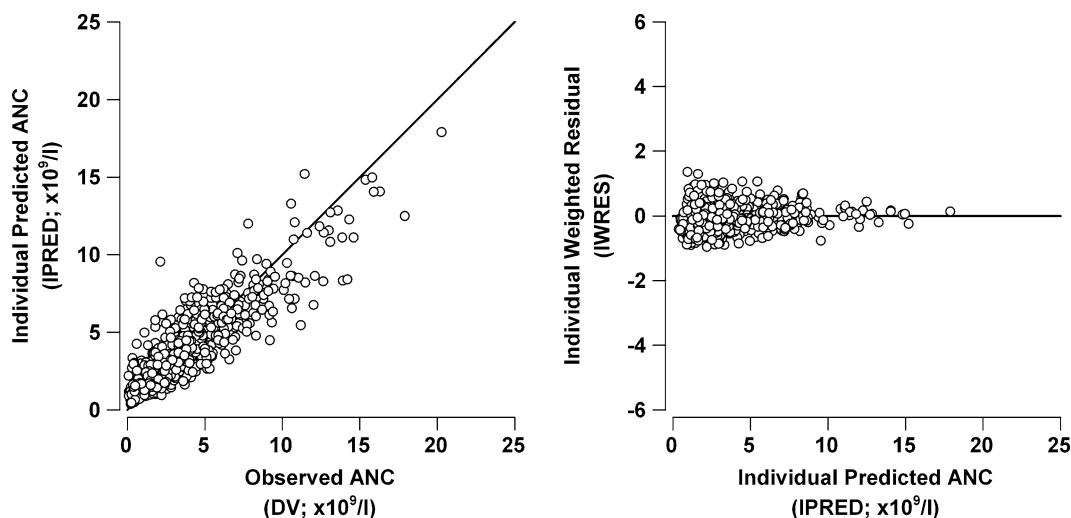 Individual Predicted ANC
(IPRED; x10⁹/l)
25
20
15
10
5
0
0 5 10 15 20 25
Observed ANC
(DV; x10⁹/l)
Individual Weighted Residual
(IWRES)
6
4
2
0
-2
-4
-6
0 5 10 15 20 25
Individual Predicted ANC
(IPRED; x10⁹/l)